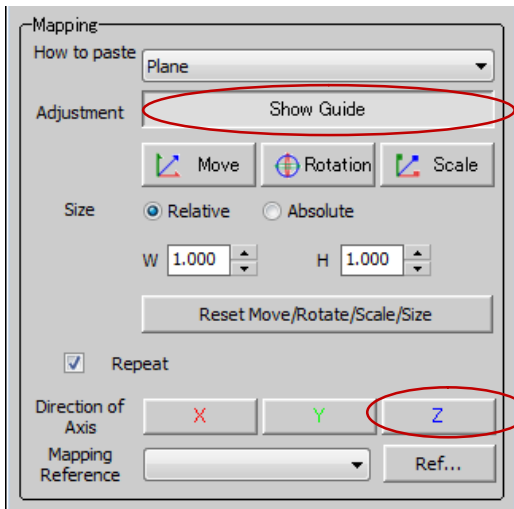 Mapping
How to paste Plane
Adjustment Show Guide
Move Rotation Scale
Size Relative Absolute
W 1.000 H 1.000
Reset Move/Rotate/Scale/Size
Repeat
Direction of
Axis X Y Z
Mapping
Reference Ref...